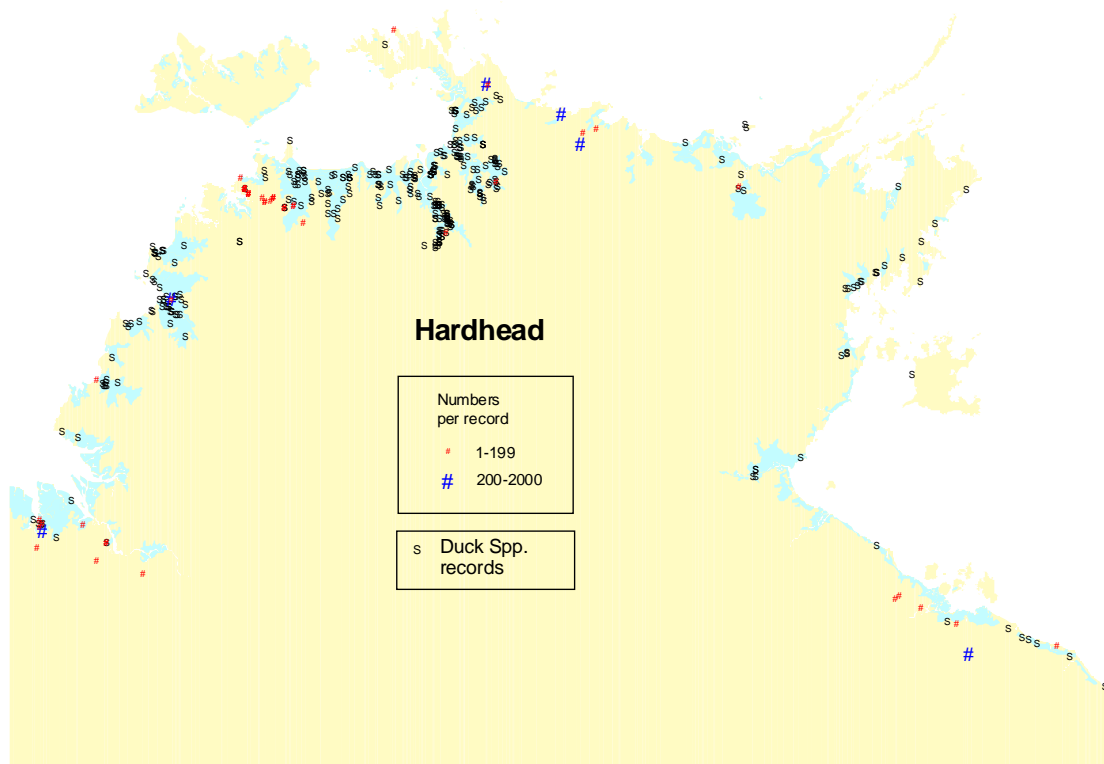 Hardhead
Numbers
per record
# 1-199
# 200-2000
S Duck Spp.
records